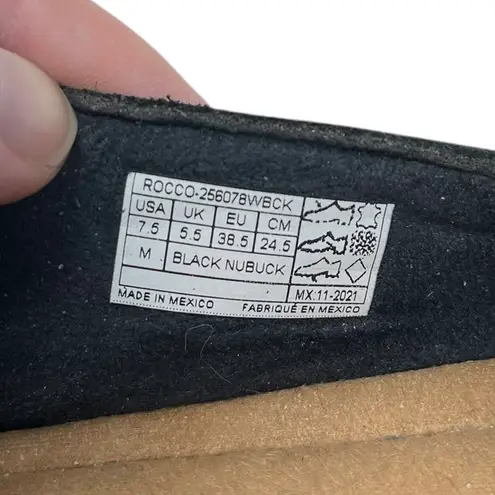 ROCCO-256078WBCK
USA UK EU CM
7.5 5.5 38.5 24.5
M BLACK NUBUCK
MX.11-2021
MADE IN MEXICO FABRIQUÉ EN MEXICO